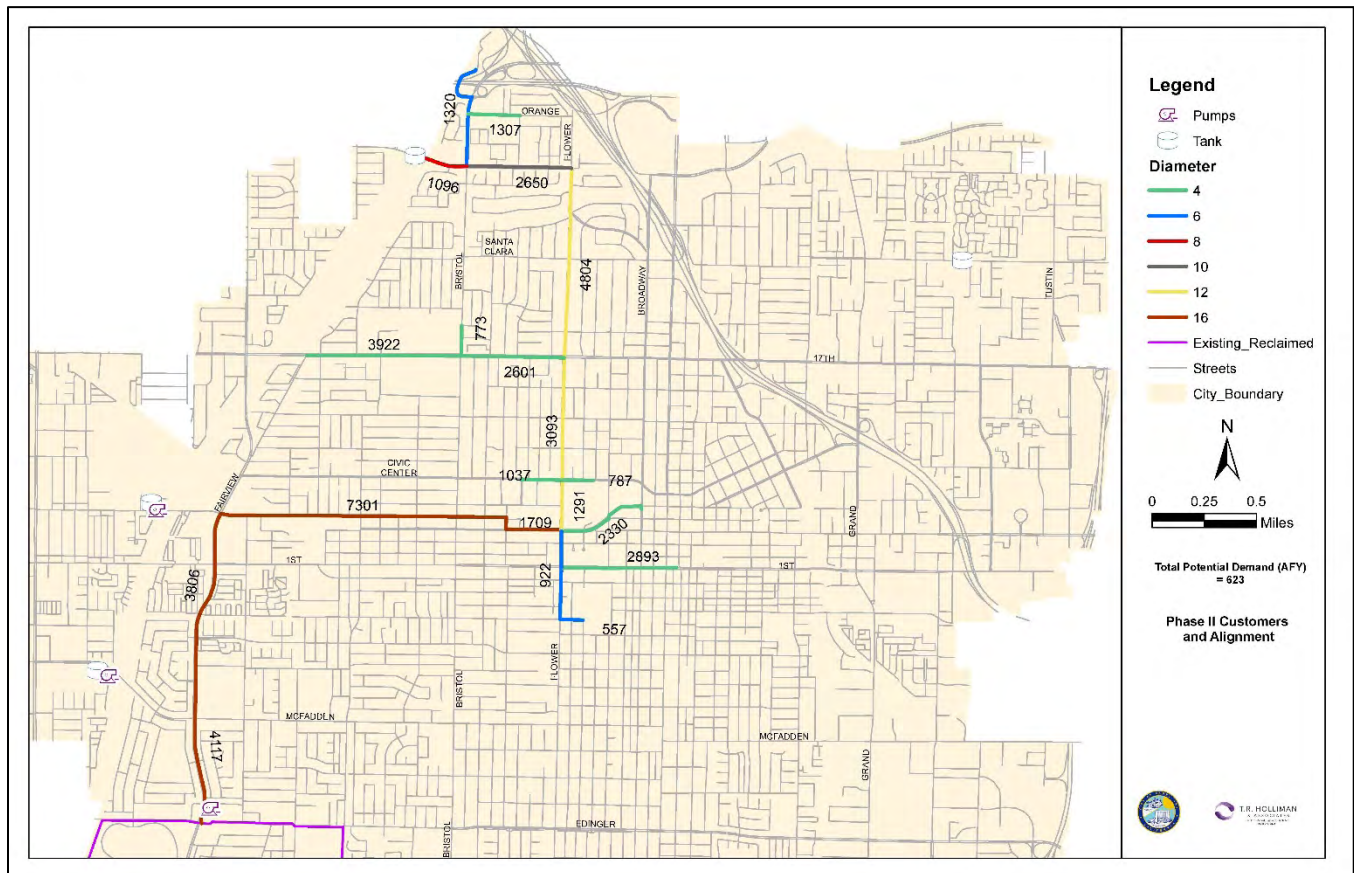 1320
ORANGE
1307
FLOWER
1096
2650
SANTA
CLARA
BRISTOL
4804
BROADWAY
TUSTIN
773
3922
2601
17TH
3093
CIVIC
CENTER
1037
787
FAIRVIEW
7301
1709
1291
2330
GRAND
1ST
922
2893
1ST
3806
557
BRISTOL
FLOWER
MCFADDEN
MCFADDEN
4117
GRAND
BRISTOL
EDINGER
Legend
Pumps
Tank
Diameter
4
6
8
10
12
16
Existing_Reclaimed
Streets
City_Boundary
N
0 0.25 0.5
Miles
Total Potential Demand (AFY)
= 623
Phase II Customers
and Alignment
T.R. HOLLIMAN
& ASSOCIATES